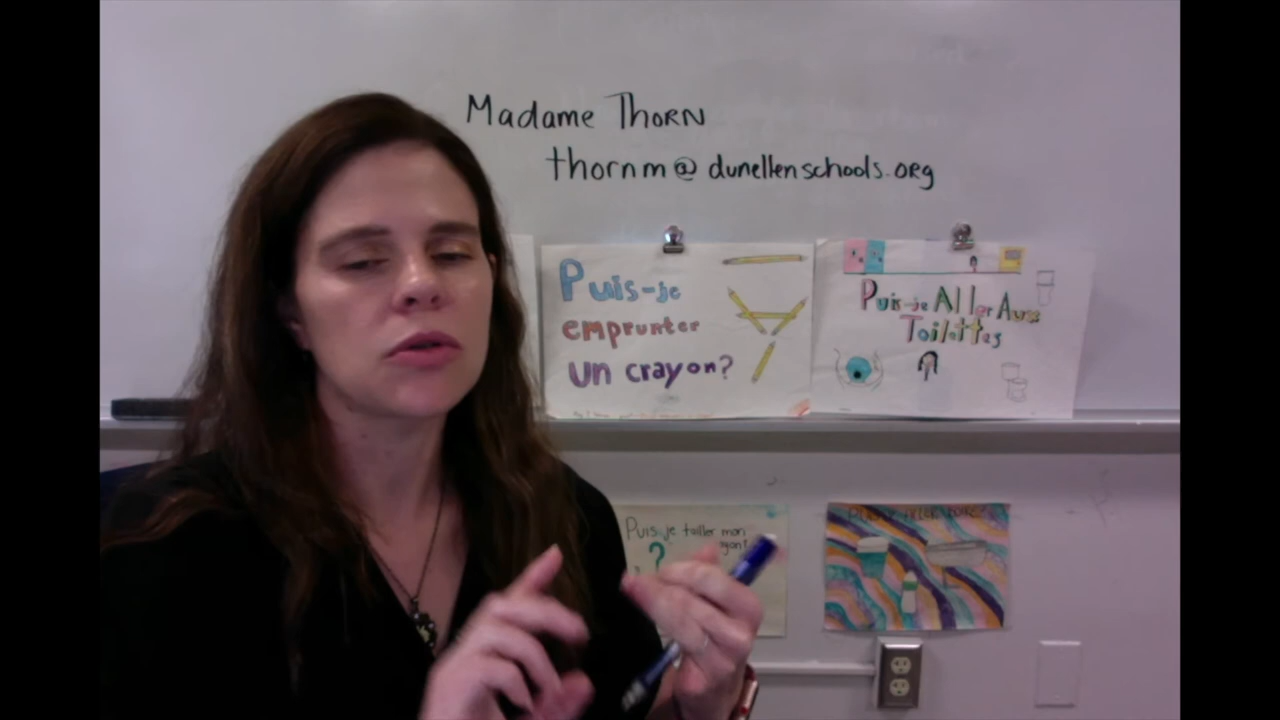 Madame Thorn
thornm@dunellenschools.org
Puis-je
emprunter
un crayon?
Puis-je Aller Aux
Toilettes
Puis-je tailler mon
?